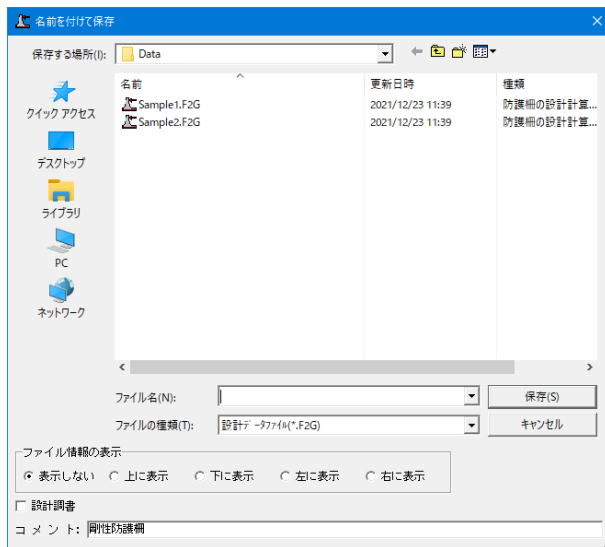 名前を付けて保存
保存する場所(I): Data
名前 更新日時 種類
Sample1.F2G 2021/12/23 11:39 防護柵の設計計算...
Sample2.F2G 2021/12/23 11:39 防護柵の設計計算...
クイック アクセス
デスクトップ
ライブラリ
PC
ネットワーク
ファイル名(N): 保存(S)
ファイルの種類(T): 設計ﾃﾞｰﾀﾌｧｲﾙ(*.F2G) キャンセル
ファイル情報の表示
表示しない 上に表示 下に表示 左に表示 右に表示
設計調書
コ メ ン ト: 剛性防護柵